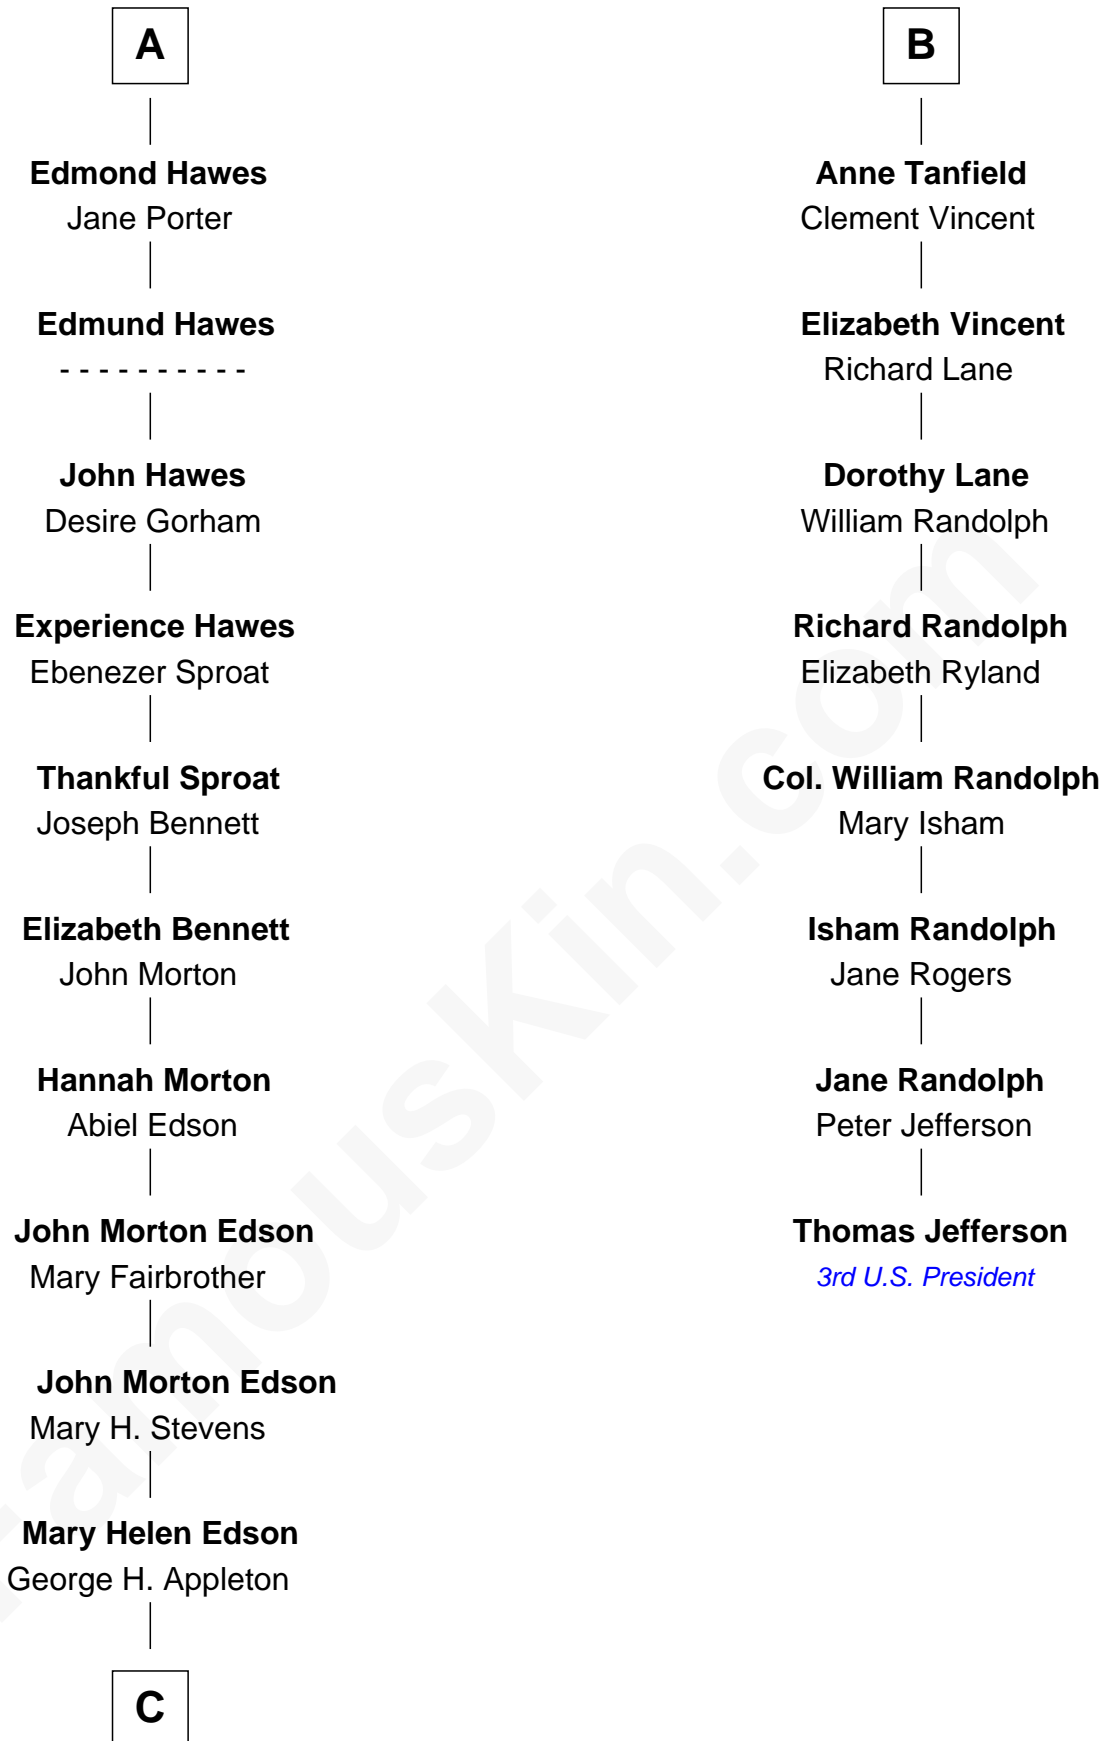 A
Edmond Hawes
Jane Porter
Edmund Hawes
- - - - - - - - - -
John Hawes
Desire Gorham
Experience Hawes
Ebenezer Sproat
Thankful Sproat
Joseph Bennett
Elizabeth Bennett
John Morton
Hannah Morton
Abiel Edson
John Morton Edson
Mary Fairbrother
John Morton Edson
Mary H. Stevens
Mary Helen Edson
George H. Appleton
C
B
Anne Tanfield
Clement Vincent
Elizabeth Vincent
Richard Lane
Dorothy Lane
William Randolph
Richard Randolph
Elizabeth Ryland
Col. William Randolph
Mary Isham
Isham Randolph
Jane Rogers
Jane Randolph
Peter Jefferson
Thomas Jefferson
3rd U.S. President
FamousKin.com